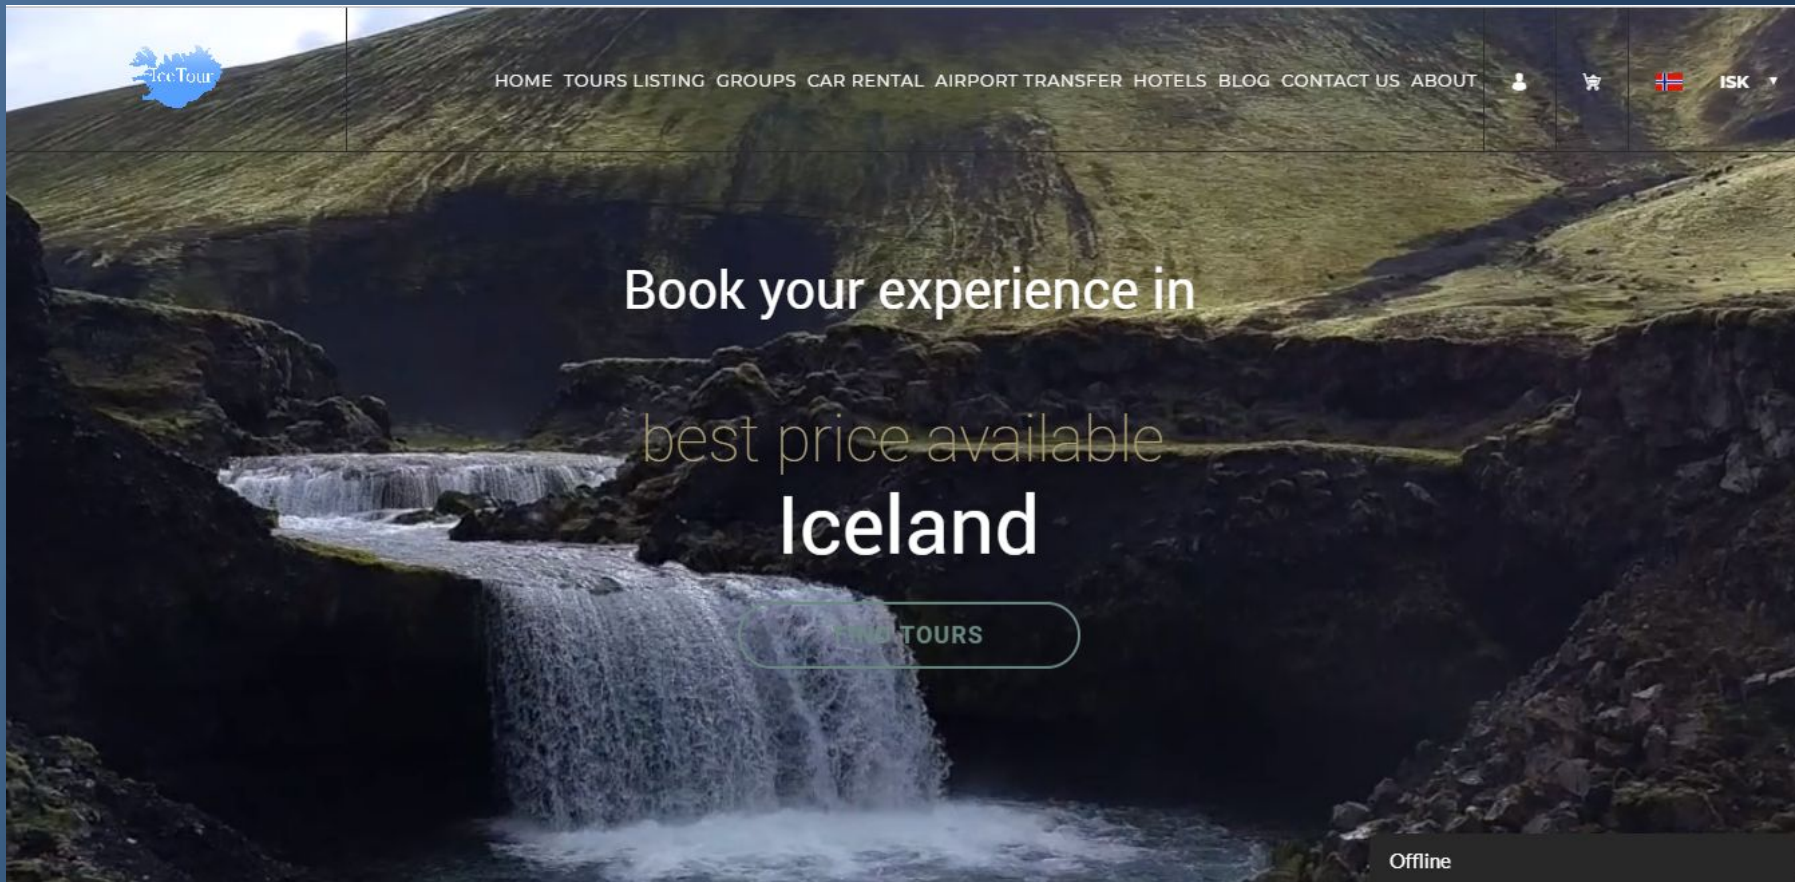 IceTour
HOME TOURS LISTING GROUPS CAR RENTAL AIRPORT TRANSFER HOTELS BLOG CONTACT US ABOUT ISK
Book your experience in
best price available
Iceland
FIND TOURS
Offline